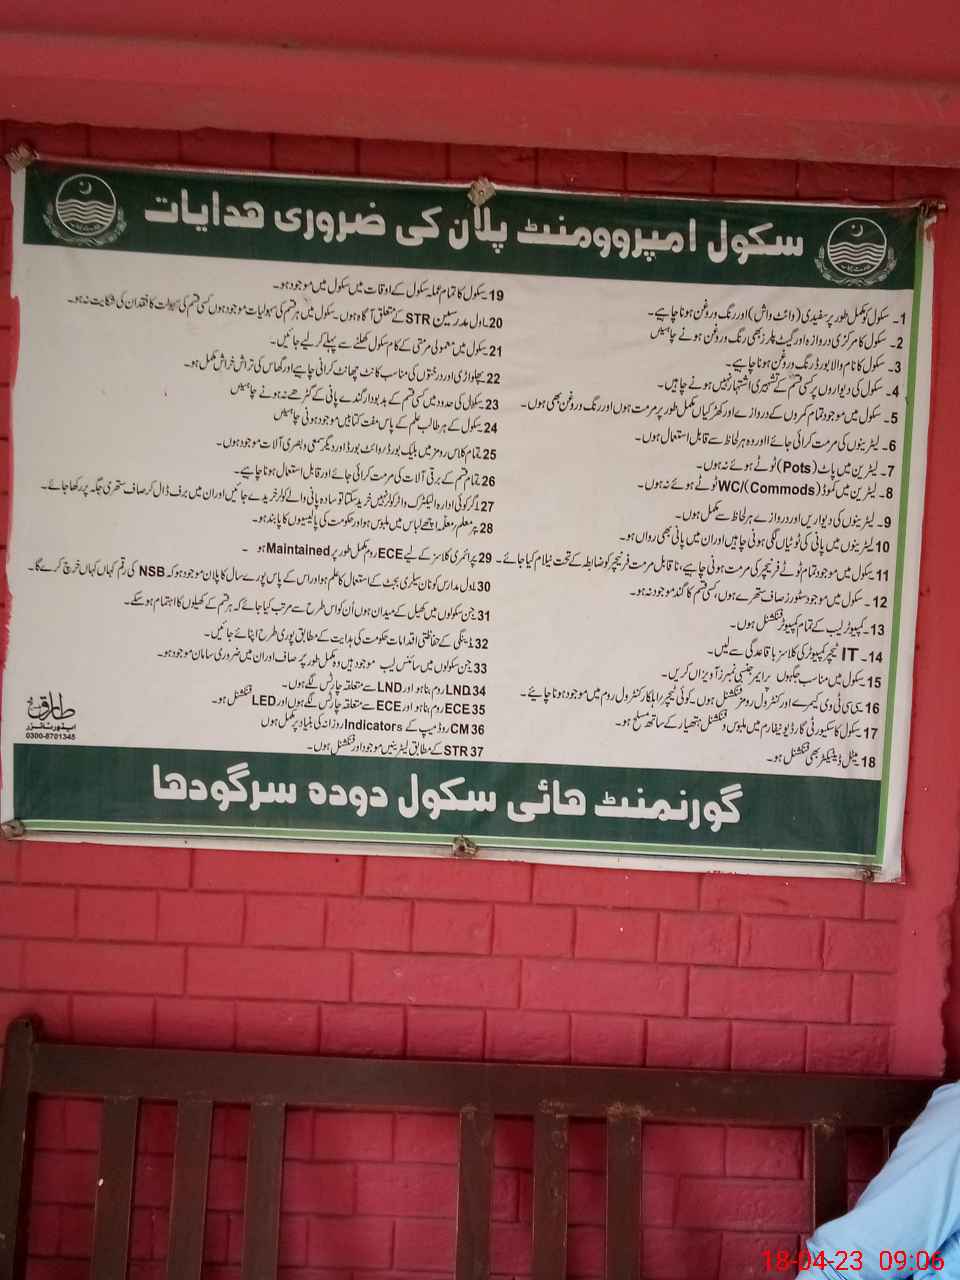 سکول امپروومنٹ پلان کی ضروری ھدایات
1۔ سکول کو مکمل طور پر سفیدی (وائٹ واش) اور رنگ و روغن ہونا چاہیے۔
2۔ سکول کا مرکزی دروازہ اور گیٹ پلرز بھی رنگ و روغن ہونے چاہئیں
3۔ سکول کا نام والا بورڈ رنگ و روغن ہونا چاہیے۔
4۔ سکول کی دیواروں پر کسی قسم کے تشہیری اشتہار نہیں ہونے چاہیں۔
5۔ سکول میں موجود تمام کمروں کے دروازے اور کھڑکیاں مکمل طور پر مرمت ہوں اور رنگ و روغن بھی ہوں۔
6۔ لیٹرینوں کی مرمت کرائی جائے اور وہ ہر لحاظ سے قابل استعمال ہوں۔
7۔ لیٹرین میں پاٹ (Pots) ٹوٹے ہوئے نہ ہوں۔
8۔ لیٹرین میں کموڈ (Commods)/WC ٹوٹے ہوئے نہ ہوں۔
9۔ لیٹرینوں کی دیواریں اور دروازے ہر لحاظ سے مکمل ہوں۔
10۔ لیٹرینوں میں پانی کی ٹوٹیاں لگی ہونی چاہیں اور ان میں پانی بھی رواں ہو۔
11۔ سکول میں موجود تمام ٹوٹے فرنیچر کی مرمت ہونی چاہیے، ناقابل مرمت فرنیچر کو ضابطہ کے تحت نیلام کیا جائے۔
12۔ سکول میں موجود سٹورز صاف ستھرے ہوں، کسی قسم کا گند موجود نہ ہو۔
13۔ کمپیوٹر لیب کے تمام کمپیوٹر فنکشنل ہوں۔
14۔ IT ٹیچر کمپیوٹر کی کلاسز باقاعدگی سے لیں۔
15۔ سکول میں مناسب جگہوں پر ایمرجنسی نمبرز آویزاں کریں۔
16۔ سی سی ٹی وی کیمرے اور کنٹرول رومز فنکشنل ہوں۔ کوئی ٹیچر/اہلکار کنٹرول روم میں موجود ہونا چاہئے۔
17۔ سکول کا سکیورٹی گارڈ یونیفارم میں ملبوس و فنکشنل ہتھیار کے ساتھ مسلح ہو۔
18۔ میٹل ڈیٹیکٹر بھی فنکشنل ہو۔
19۔ سکول کا تمام عملہ سکول کے اوقات میں سکول میں موجود ہو۔
20۔ اول مدرسین STR کے متعلق آگاہ ہوں۔ سکول میں ہر قسم کی سہولیات موجود ہوں کسی قسم کی سہولت کا فقدان کی شکایت نہ ہو۔
21۔ سکول میں معمولی مرمتی کے کام سکول کھلنے سے پہلے کر لیے جائیں۔
22۔ پھلواڑی اور درختوں کی مناسب کانٹ چھانٹ کرانی چاہیے اور گھاس کی تراش خراش مکمل ہو۔
23۔ سکول کی حدود میں کسی قسم کے بدبودار گندے پانی کے گڑھے نہ ہونے چاہئیں
24۔ سکول کے ہر طالب علم کے پاس مفت کتابیں موجود ہونی چاہئیں
25۔ تمام کلاس رومز میں بلیک بورڈ/وائٹ بورڈ اور دیگر سمعی و بصری آلات موجود ہوں۔
26۔ تمام قسم کے برقی آلات کی مرمت کرائی جائے اور قابل استعمال ہونا چاہیے۔
27۔ اگر کوئی ادارہ الیکٹرک واٹر کولر نہیں خرید سکتا تو سادہ پانی والے کولر خریدے جائیں اور ان میں برف ڈال کر صاف ستھری جگہ پر رکھا جائے۔
28۔ ہر معلم/معلمہ اچھے لباس میں ملبوس ہو اور حکومت کی پالیسیوں کا پابند ہو۔
29۔ پرائمری کلاسز کے لیے ECE روم مکمل طور پر Maintained ہو۔
30۔ اول مدارس کو نان سیلری بجٹ کے استعمال کا علم ہو اور اس کے پاس پورے سال کا پلان موجود ہو کہ NSB کی رقم کہاں کہاں خرچ کرے گا۔
31۔ جن سکولوں میں کھیل کے میدان ہوں اُن کو اس طرح سے مرتب کیا جائے کہ ہر قسم کے کھیلوں کا اہتمام ہو سکے۔
32۔ ڈینگی کے حفاظتی اقدامات حکومت کی ہدایت کے مطابق پوری طرح اپنائے جائیں۔
33۔ جن سکولوں میں سائنس لیب موجود ہیں وہ مکمل طور پر صاف اور ان میں ضروری سامان موجود ہو۔
34۔ LND روم بنا ہو اور LND سے متعلقہ چارٹس لگے ہوں۔
35۔ ECE روم بنا ہو اور ECE سے متعلقہ چارٹس لگے ہوں اور LED فنکشنل ہو۔
36۔ CM روڈ میپ کے Indicators روزانہ کی بنیاد پر مکمل ہوں
37۔ STR کے مطابق لیٹرینیں موجود اور فنکشنل ہوں۔
طارق
ایڈورٹائزرز
0300-8701345
گورنمنٹ ھائی سکول دودہ سرگودھا
18-04-23 09:06